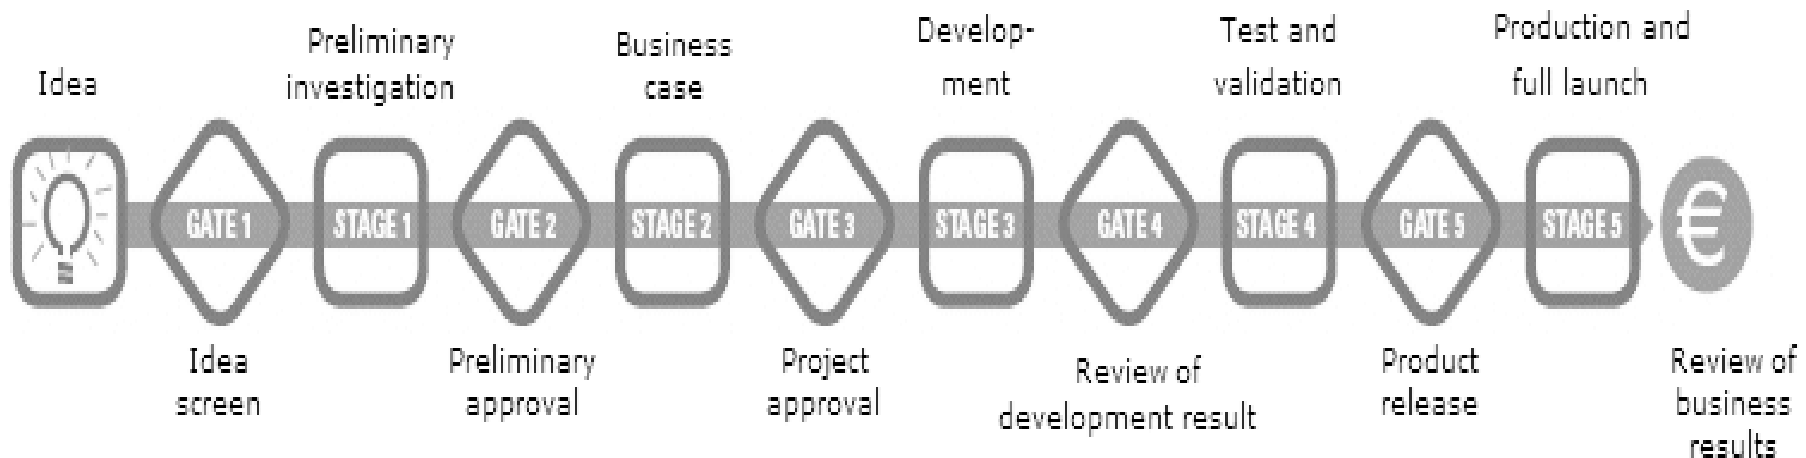 Idea
Preliminary
investigation
Business
case
Develop-
ment
Test and
validation
Production and
full launch
GATE 1
STAGE 1
GATE 2
STAGE 2
GATE 3
STAGE 3
GATE 4
STAGE 4
GATE 5
STAGE 5
€
Idea
screen
Preliminary
approval
Project
approval
Review of
development result
Product
release
Review of
business
results